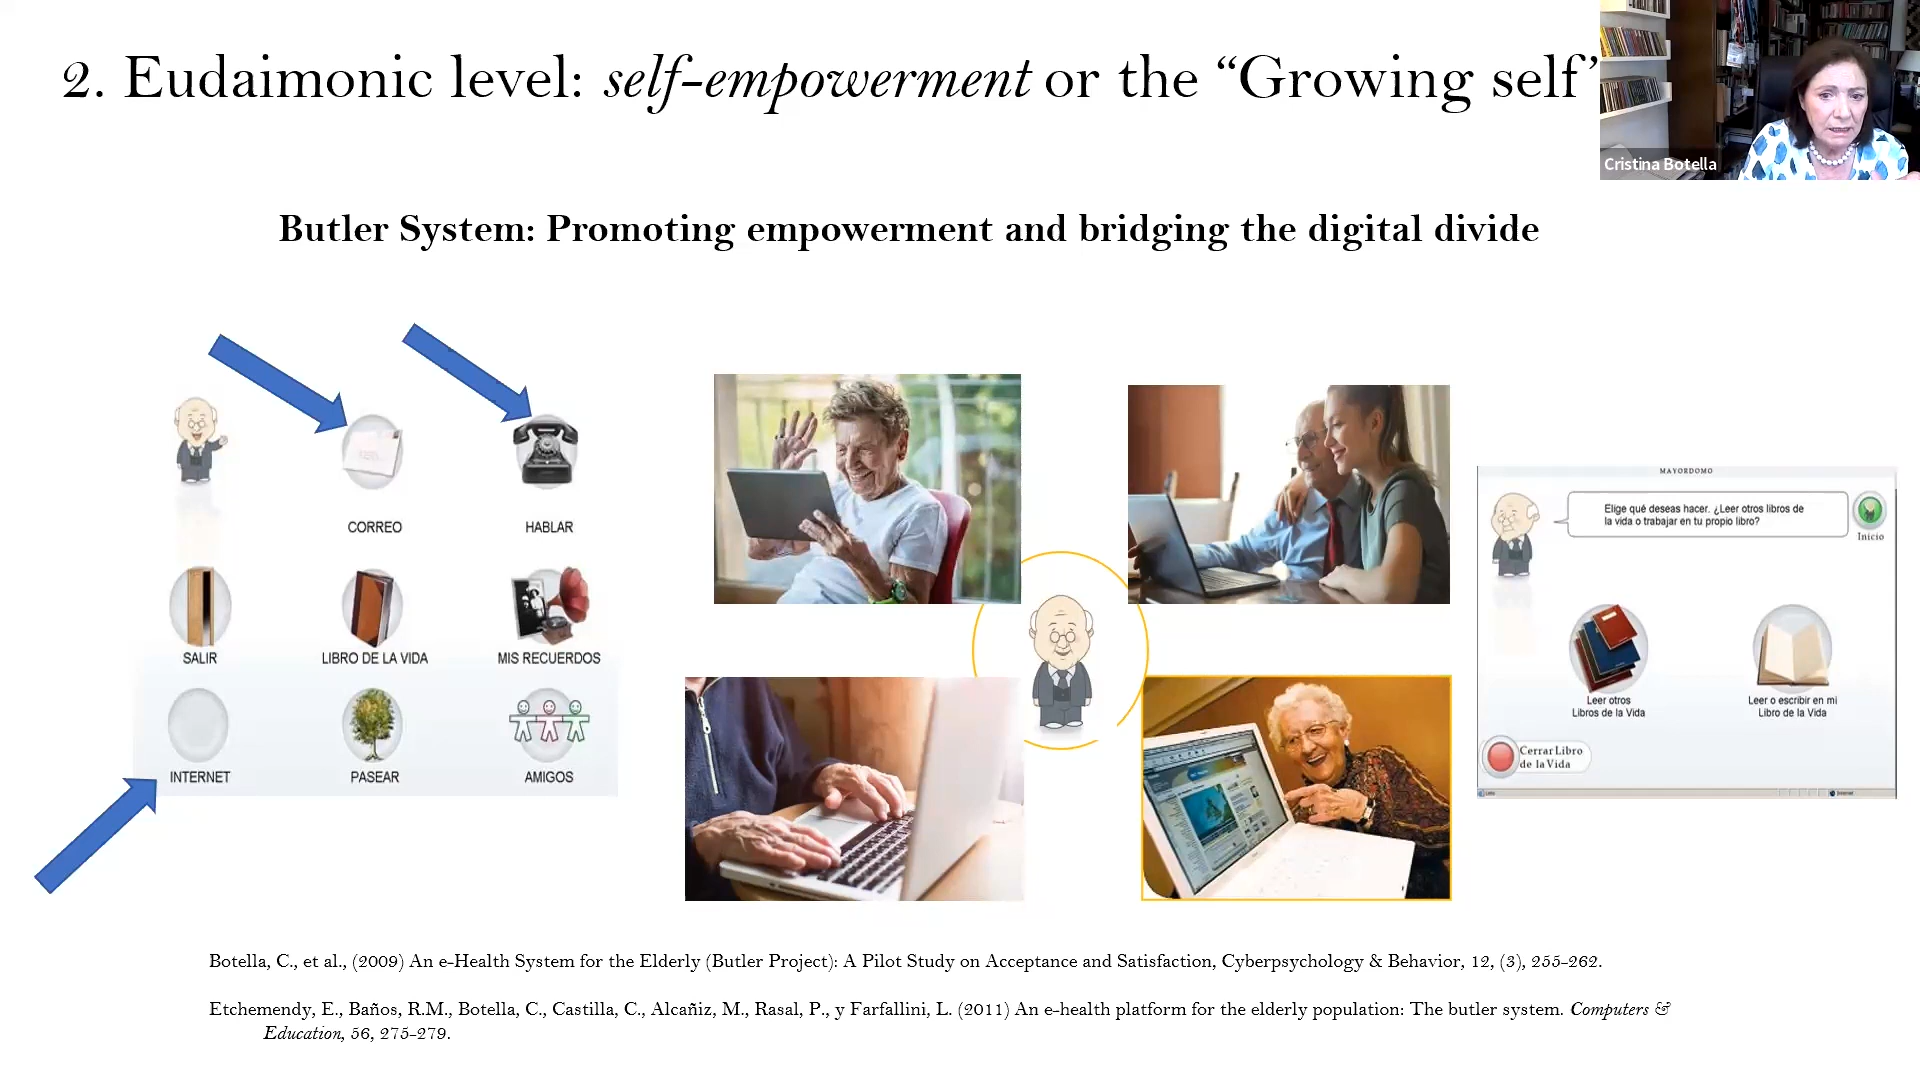 2. Eudaimonic level: self-empowerment or the “Growing self”
Cristina Botella
Butler System: Promoting empowerment and bridging the digital divide
CORREO
HABLAR
SALIR
LIBRO DE LA VIDA
MIS RECUERDOS
INTERNET
PASEAR
AMIGOS
MAYORDOMO
Elige qué deseas hacer. ¿Leer otros libros de
la vida o trabajar en tu propio libro?
Inicio
Leer otros
Libros de la Vida
Leer o escribir en mi
Libro de la Vida
Cerrar Libro
de la Vida
Botella, C., et al., (2009) An e-Health System for the Elderly (Butler Project): A Pilot Study on Acceptance and Satisfaction, Cyberpsychology & Behavior, 12, (3), 255-262.
Etchemendy, E., Baños, R.M., Botella, C., Castilla, C., Alcañiz, M., Rasal, P., y Farfallini, L. (2011) An e-health platform for the elderly population: The butler system. Computers &
Education, 56, 275-279.